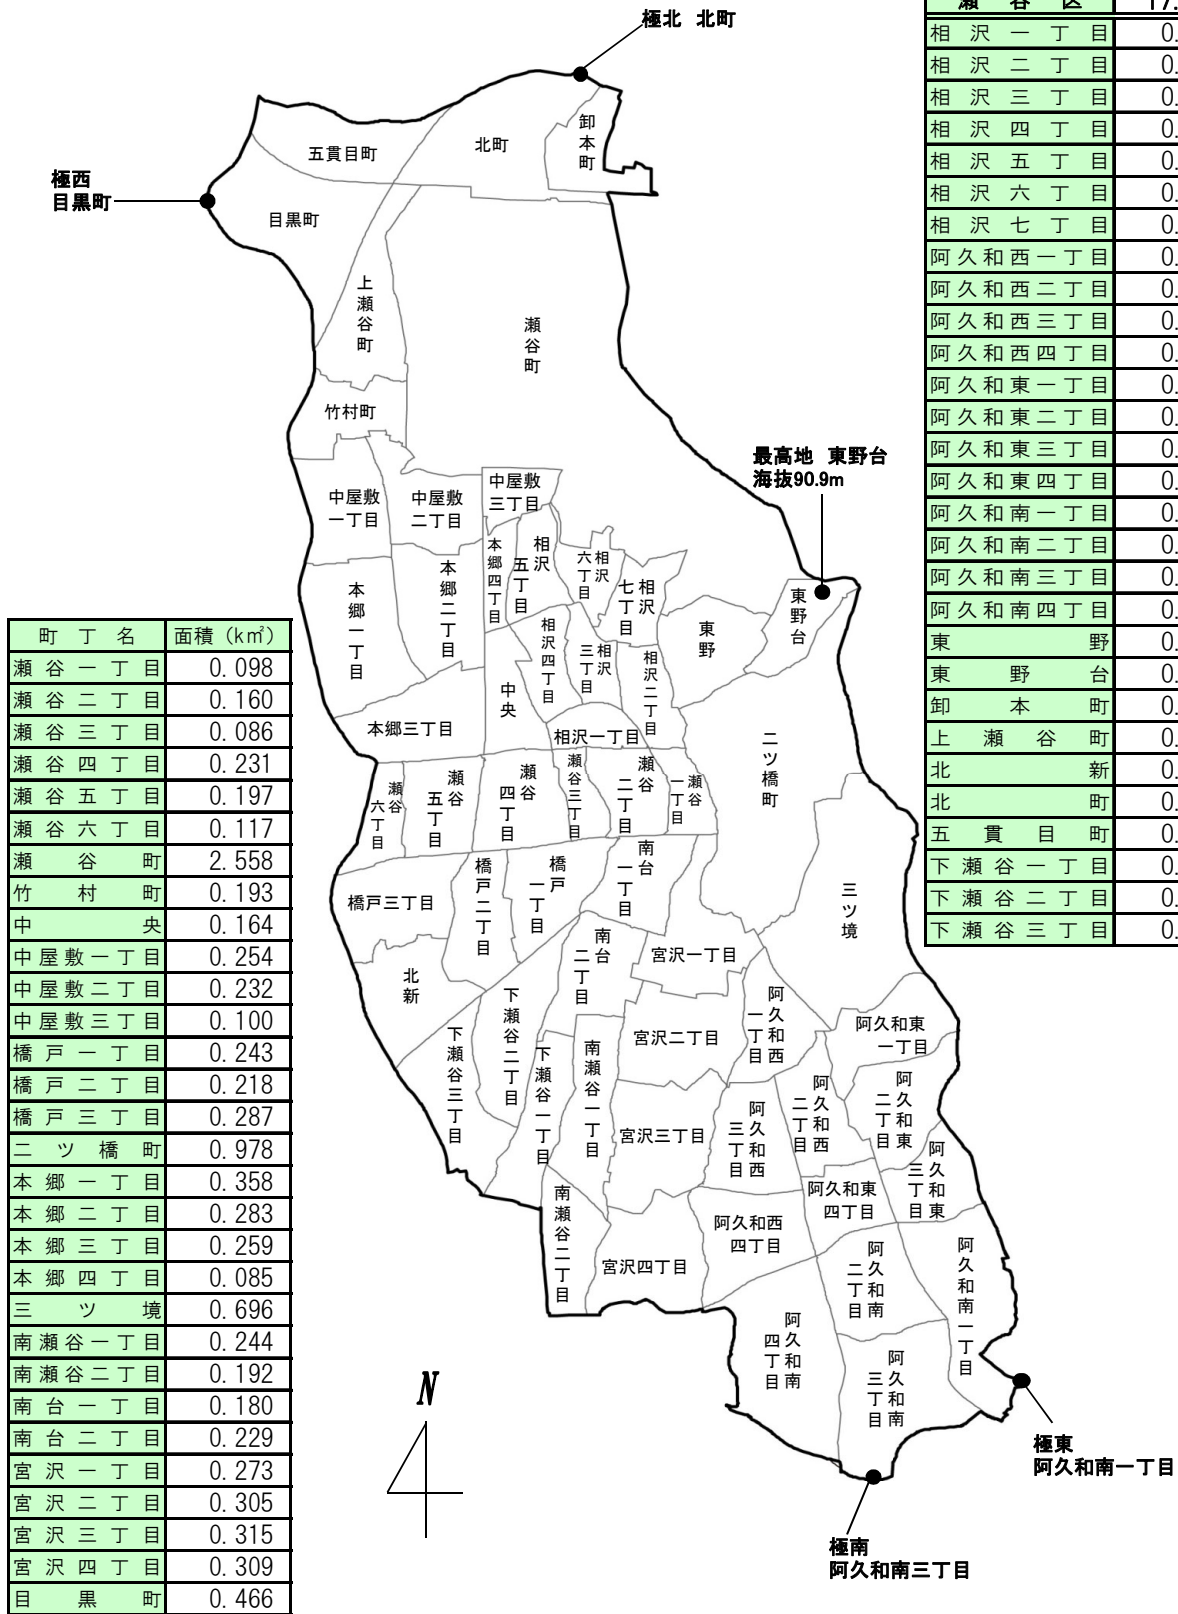 極北 北町
極西
目黒町
五貫目町
北町
卸本町
目黒町
上瀬谷町
瀬谷町
竹村町
最高地 東野台
海抜90.9m
中屋敷
一丁目
中屋敷
二丁目
中屋敷
三丁目
本郷一丁目
本郷二丁目
本郷四丁目
相沢
五丁目
相沢
六丁目
相沢
七丁目
東野
東野台
相沢四丁目
相沢
三丁目
相沢二丁目
中央
本郷三丁目
相沢一丁目
二ツ橋町
瀬谷
六丁目
瀬谷
五丁目
瀬谷
四丁目
瀬谷三丁目
瀬谷
二丁目
瀬谷
一丁目
三ツ境
橋戸三丁目
橋戸二丁目
橋戸
一丁目
南台
一丁目
南台
二丁目
宮沢一丁目
北新
下瀬谷三丁目
下瀬谷二丁目
下瀬谷一丁目
南瀬谷一丁目
宮沢二丁目
阿久和西
一丁目
阿久和東
一丁目
阿久和西
二丁目
阿久和東
二丁目
宮沢三丁目
阿久和西
三丁目
阿久和東
三丁目
阿久和東
四丁目
南瀬谷二丁目
宮沢四丁目
阿久和西
四丁目
阿久和南
二丁目
阿久和南一丁目
阿久和南
四丁目
阿久和南
三丁目
極東
阿久和南一丁目
極南
阿久和南三丁目
N
町丁名 面積（k㎡）
瀬谷一丁目 0.098
瀬谷二丁目 0.160
瀬谷三丁目 0.086
瀬谷四丁目 0.231
瀬谷五丁目 0.197
瀬谷六丁目 0.117
瀬谷町 2.558
竹村町 0.193
中央 0.164
中屋敷一丁目 0.254
中屋敷二丁目 0.232
中屋敷三丁目 0.100
橋戸一丁目 0.243
橋戸二丁目 0.218
橋戸三丁目 0.287
二ツ橋町 0.978
本郷一丁目 0.358
本郷二丁目 0.283
本郷三丁目 0.259
本郷四丁目 0.085
三ツ境 0.696
南瀬谷一丁目 0.244
南瀬谷二丁目 0.192
南台一丁目 0.180
南台二丁目 0.229
宮沢一丁目 0.273
宮沢二丁目 0.305
宮沢三丁目 0.315
宮沢四丁目 0.309
目黒町 0.466
瀬谷区 17.
相沢一丁目 0.
相沢二丁目 0.
相沢三丁目 0.
相沢四丁目 0.
相沢五丁目 0.
相沢六丁目 0.
相沢七丁目 0.
阿久和西一丁目 0.
阿久和西二丁目 0.
阿久和西三丁目 0.
阿久和西四丁目 0.
阿久和東一丁目 0.
阿久和東二丁目 0.
阿久和東三丁目 0.
阿久和東四丁目 0.
阿久和南一丁目 0.
阿久和南二丁目 0.
阿久和南三丁目 0.
阿久和南四丁目 0.
東野 0.
東野台 0.
卸本町 0.
上瀬谷町 0.
北新 0.
北町 0.
五貫目町 0.
下瀬谷一丁目 0.
下瀬谷二丁目 0.
下瀬谷三丁目 0.